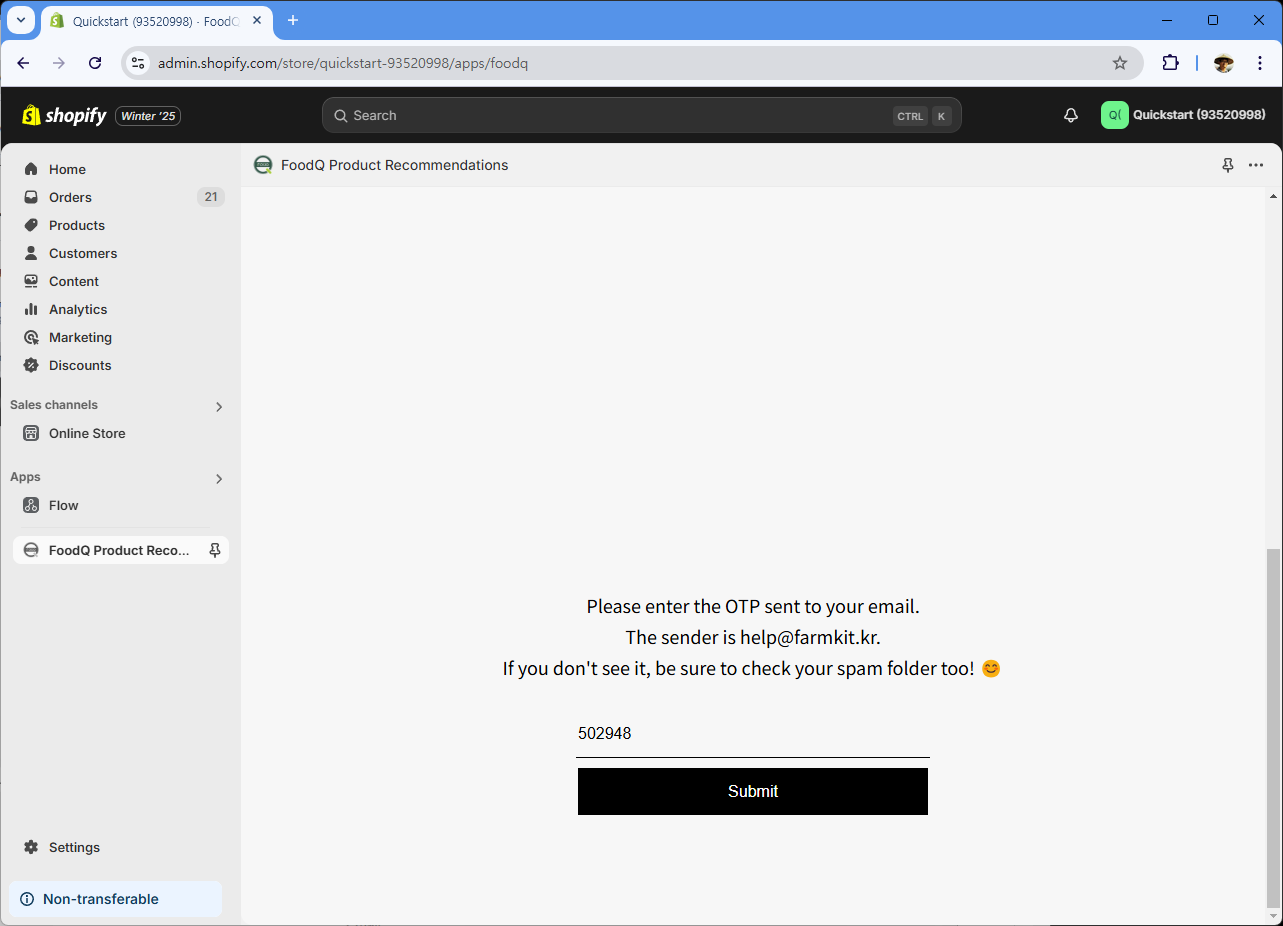 Quickstart (93520998) · FoodQ
admin.shopify.com/store/quickstart-93520998/apps/foodq
shopify
Winter '25
Search
CTRL K
Quickstart (93520998)
Home
Orders 21
Products
Customers
Content
Analytics
Marketing
Discounts
Sales channels
Online Store
Apps
Flow
FoodQ Product Reco...
Settings
Non-transferable
FoodQ Product Recommendations
Please enter the OTP sent to your email.
The sender is help@farmkit.kr.
If you don't see it, be sure to check your spam folder too! 😊
502948
Submit